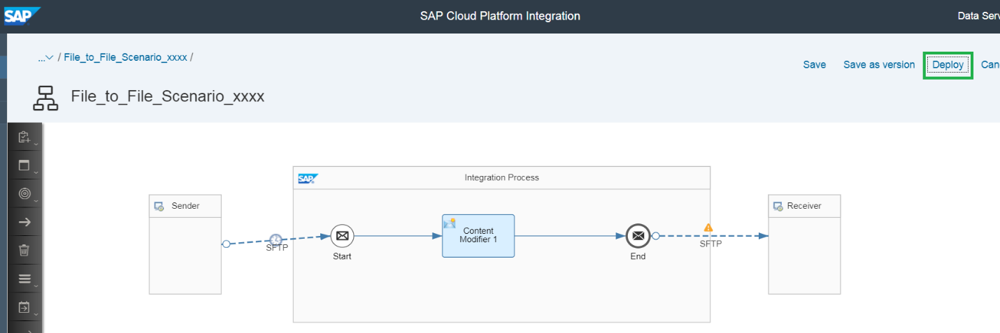 SAP
SAP Cloud Platform Integration
Data Serv
... / File_to_File_Scenario_xxxx /
Save
Save as version
Deploy
Can
File_to_File_Scenario_xxxx
SAP
Integration Process
Sender
Receiver
Content
Modifier 1
SFTP
SFTP
Start
End